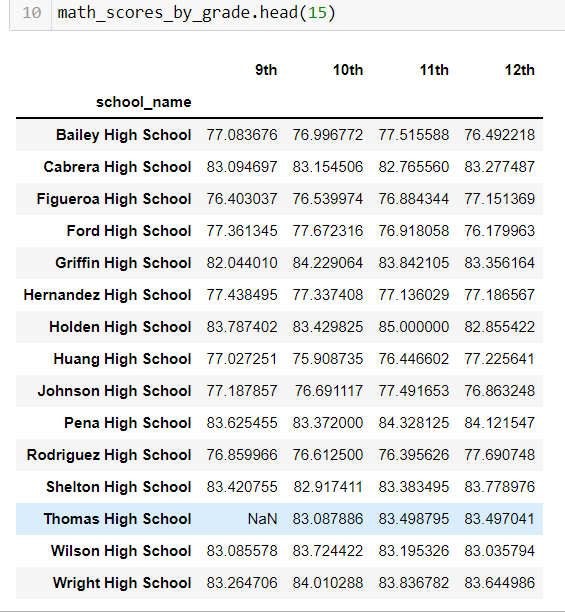 10 math_scores_by_grade.head(15)
9th 10th 11th 12th
school_name
Bailey High School 77.083676 76.996772 77.515588 76.492218
Cabrera High School 83.094697 83.154506 82.765560 83.277487
Figueroa High School 76.403037 76.539974 76.884344 77.151369
Ford High School 77.361345 77.672316 76.918058 76.179963
Griffin High School 82.044010 84.229064 83.842105 83.356164
Hernandez High School 77.438495 77.337408 77.136029 77.186567
Holden High School 83.787402 83.429825 85.000000 82.855422
Huang High School 77.027251 75.908735 76.446602 77.225641
Johnson High School 77.187857 76.691117 77.491653 76.863248
Pena High School 83.625455 83.372000 84.328125 84.121547
Rodriguez High School 76.859966 76.612500 76.395626 77.690748
Shelton High School 83.420755 82.917411 83.383495 83.778976
Thomas High School NaN 83.087886 83.498795 83.497041
Wilson High School 83.085578 83.724422 83.195326 83.035794
Wright High School 83.264706 84.010288 83.836782 83.644986